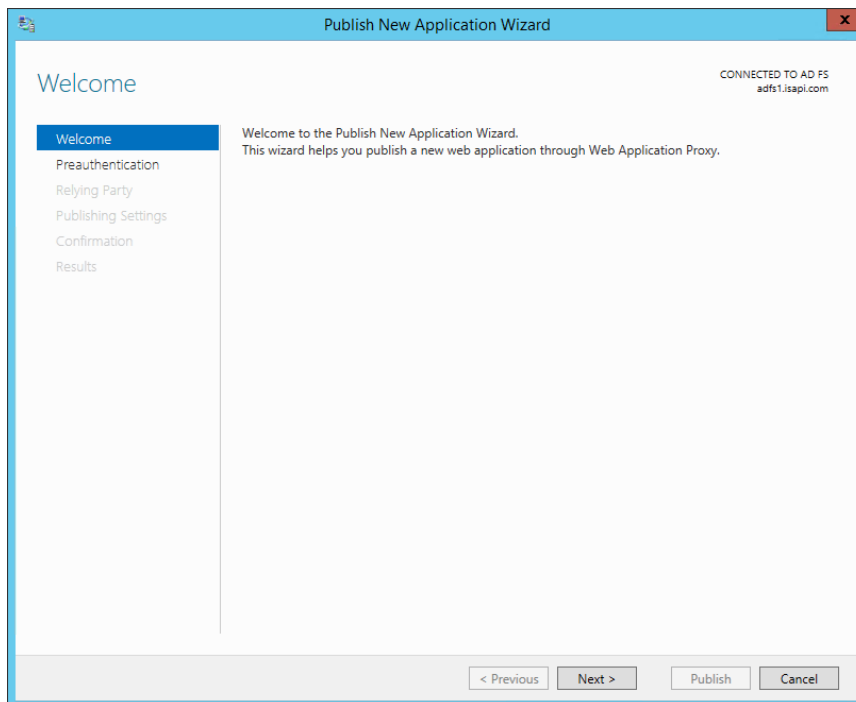 Publish New Application Wizard
x
Welcome
CONNECTED TO AD FS
adfs1.isapi.com
Welcome
Preauthentication
Relying Party
Publishing Settings
Confirmation
Results
Welcome to the Publish New Application Wizard.
This wizard helps you publish a new web application through Web Application Proxy.
< Previous
Next >
Publish
Cancel